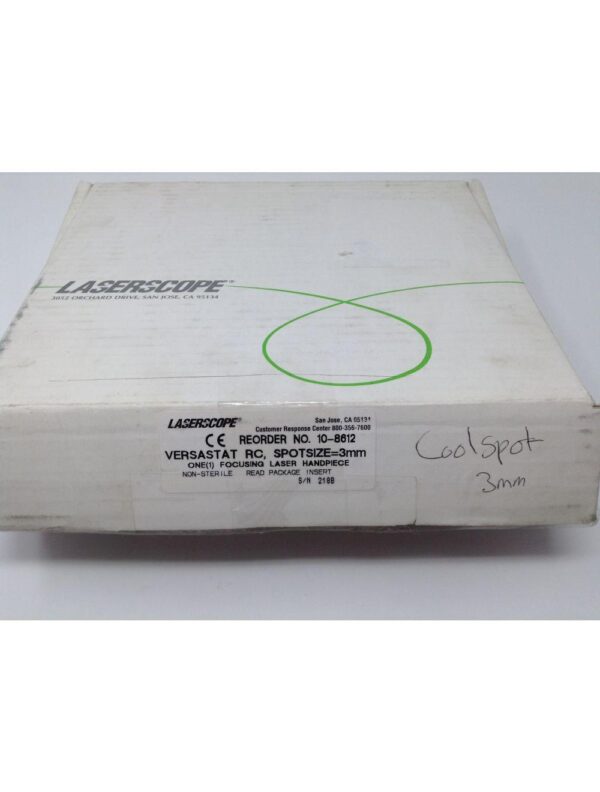 LASERSCOPE®
3052 ORCHARD DRIVE, SAN JOSE, CA 95134
LASERSCOPE® San Jose, CA 95134
Customer Response Center 800-356-7600
CE REORDER NO. 10-8612
VERSASTAT RC, SPOTSIZE=3mm
ONE(1) FOCUSING LASER HANDPIECE
NON-STERILE READ PACKAGE INSERT
S/N 218B
Coolspot
3mm